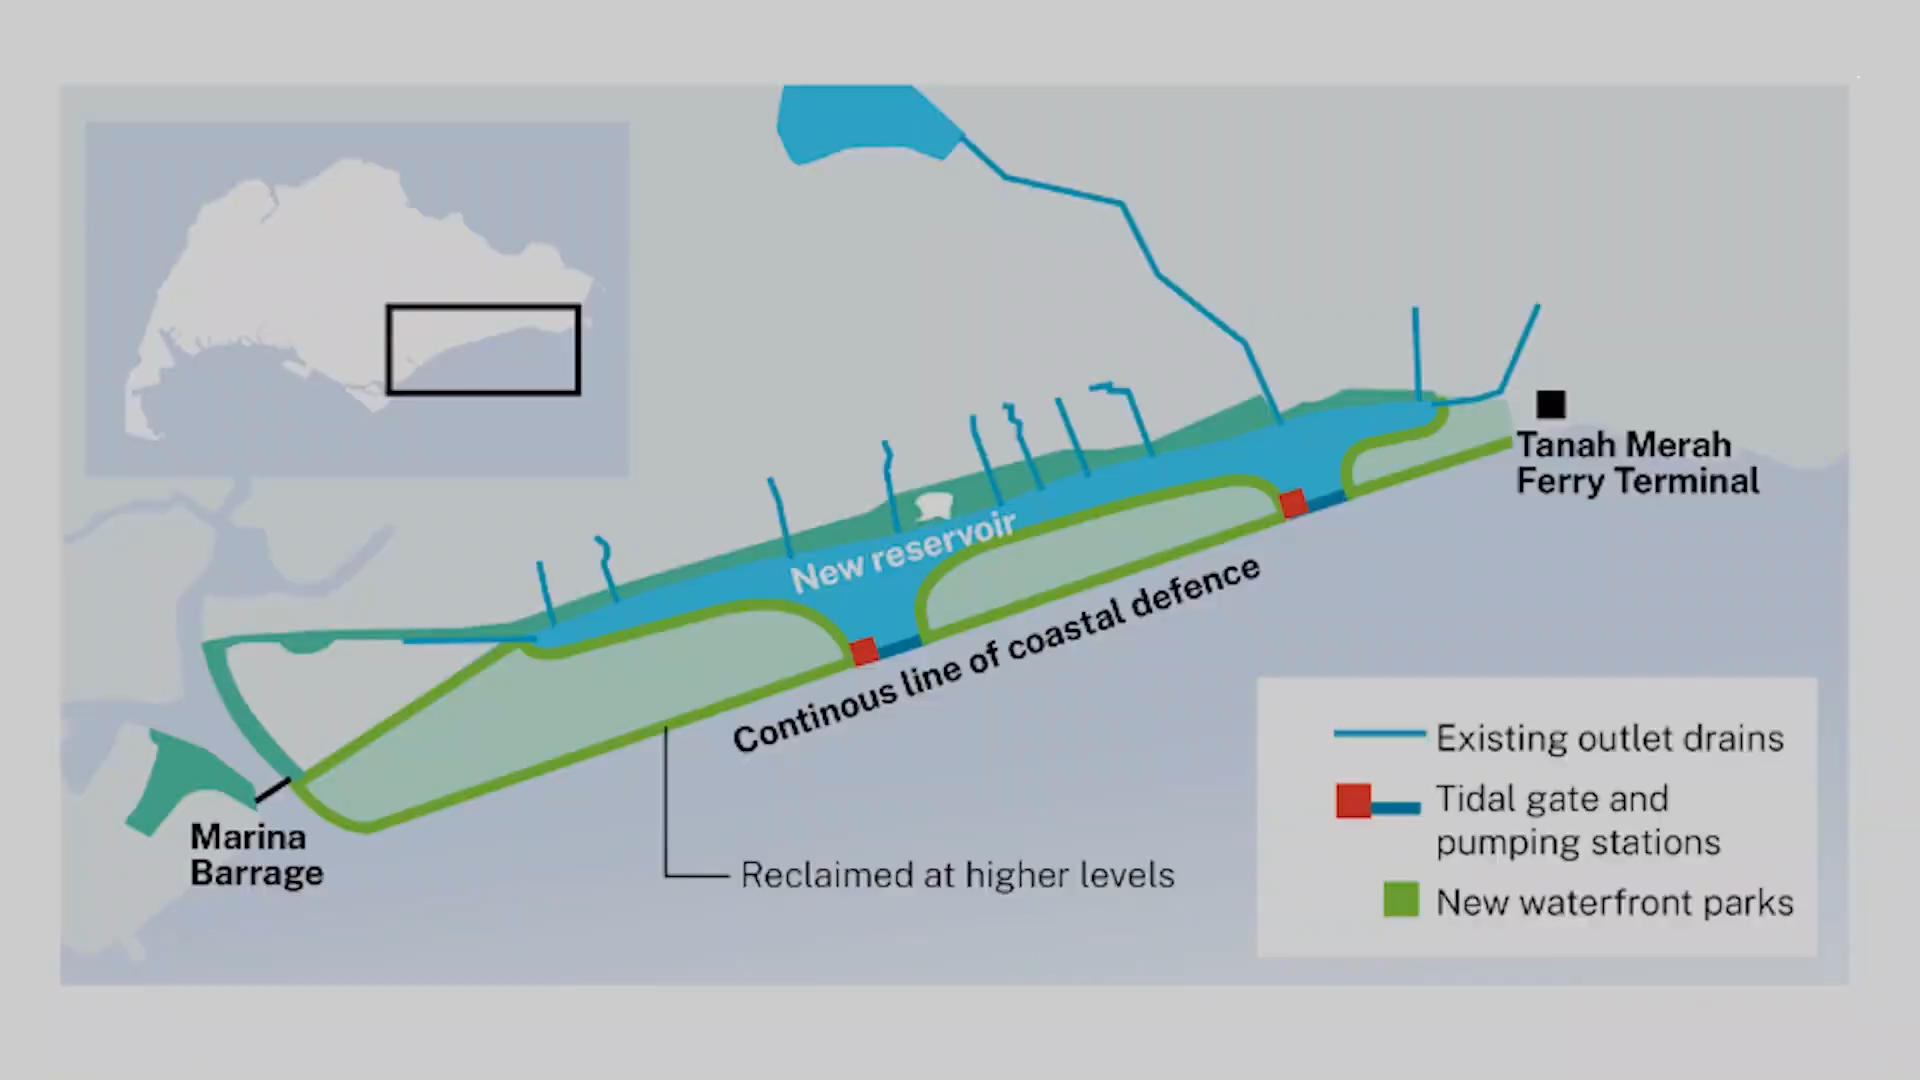 New reservoir
Continous line of coastal defence
Tanah Merah
Ferry Terminal
Marina
Barrage
Reclaimed at higher levels
Existing outlet drains
Tidal gate and
pumping stations
New waterfront parks